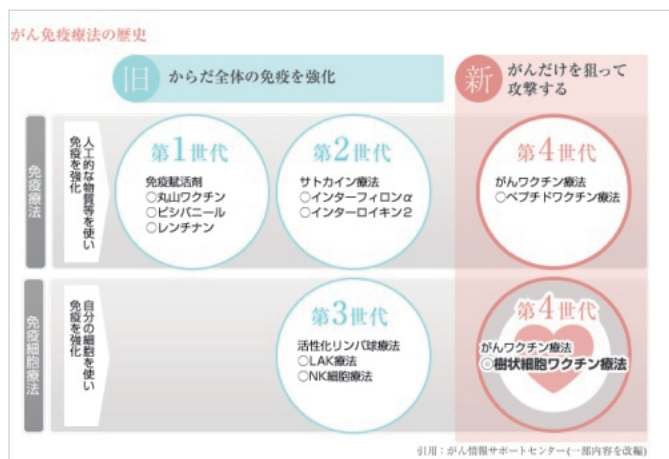 がん免疫療法の歴史
旧 からだ全体の免疫を強化
新 がんだけを狙って
攻撃する
免疫療法
人工的な物質等を使い
免疫を強化
第1世代
免疫賦活剤
○丸山ワクチン
○ビシバニール
○レンチナン
第2世代
サトカイン療法
○インターフィロンα
○インターロイキン2
第4世代
がんワクチン療法
○ペプチドワクチン療法
免疫細胞療法
自分の細胞を使い
免疫を強化
第3世代
活性化リンパ球療法
○LAK療法
○NK細胞療法
第4世代
がんワクチン療法
○樹状細胞ワクチン療法
引用：がん情報サポートセンター(一部内容を改編)